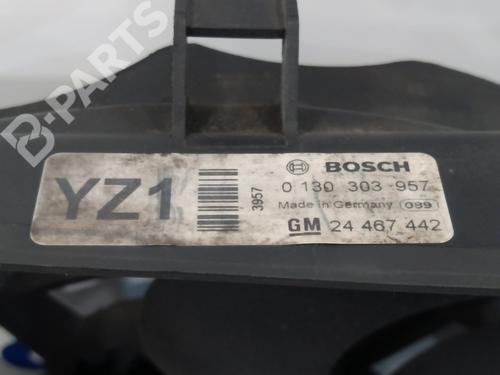 B-PARTS
YZ1
3957
BOSCH
0 130 303 957
Made in Germany 099
GM 24 467 442